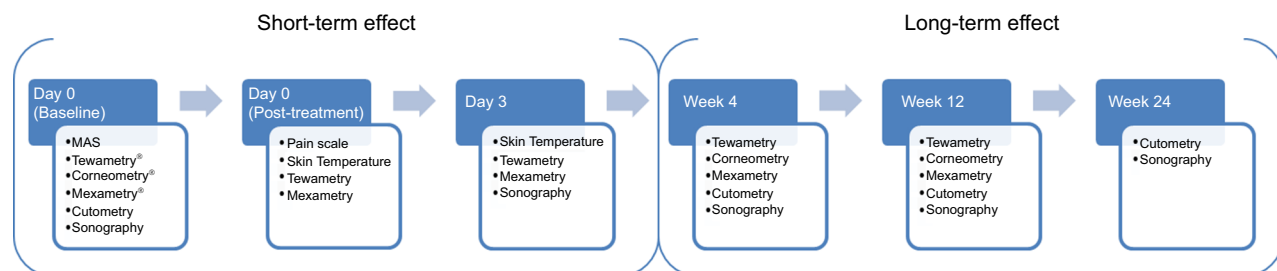 Short-term effect
Long-term effect
Day 0
(Baseline)
•MAS
•Tewametry®
•Corneometry®
•Mexametry®
•Cutometry
•Sonography
Day 0
(Post-treatment)
•Pain scale
•Skin Temperature
•Tewametry
•Mexametry
Day 3
•Skin Temperature
•Tewametry
•Mexametry
•Sonography
Week 4
•Tewametry
•Corneometry
•Mexametry
•Cutometry
•Sonography
Week 12
•Tewametry
•Corneometry
•Mexametry
•Cutometry
•Sonography
Week 24
•Cutometry
•Sonography